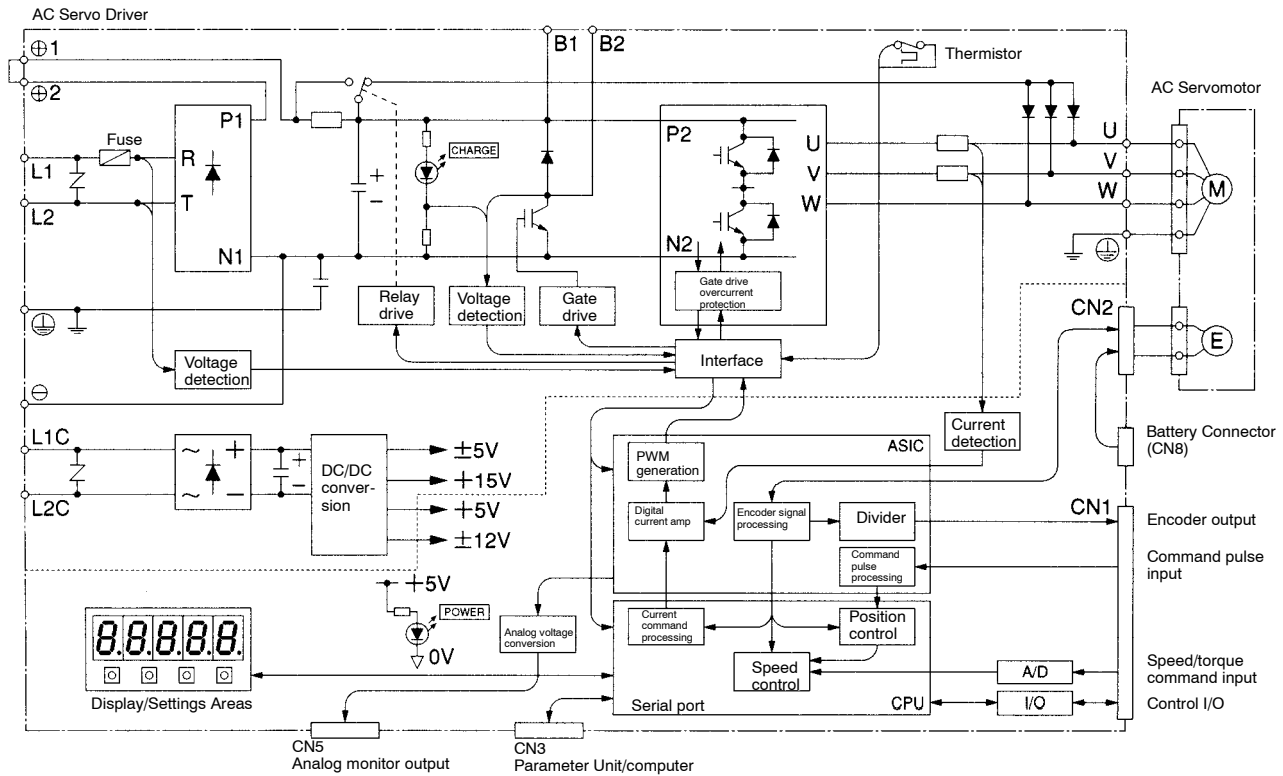 AC Servo Driver
⊕1
⊕2
B1 B2
Thermistor
AC Servomotor
Fuse
P1
R
T
N1
L1
L2
CHARGE
+
−
P2
N2
U
V
W
U
V
W
M
Gate drive
overcurrent
protection
Relay
drive
Voltage
detection
Gate
drive
Interface
CN2
E
Voltage
detection
⊖
Current
detection
Battery Connector
(CN8)
L1C
L2C
~ +
~ −
+
−
DC/DC
conver-
sion
±5V
+15V
+5V
±12V
ASIC
PWM
generation
Digital
current amp
Encoder signal
processing
Divider
CN1
Encoder output
Command
pulse
processing
Command pulse
input
+5V
POWER
0V
8.8.8.8.8.
Display/Settings Areas
Analog voltage
conversion
Current
command
processing
Position
control
Speed
control
A/D
Speed/torque
command input
Serial port
CPU
I/O
Control I/O
CN5
Analog monitor output
CN3
Parameter Unit/computer